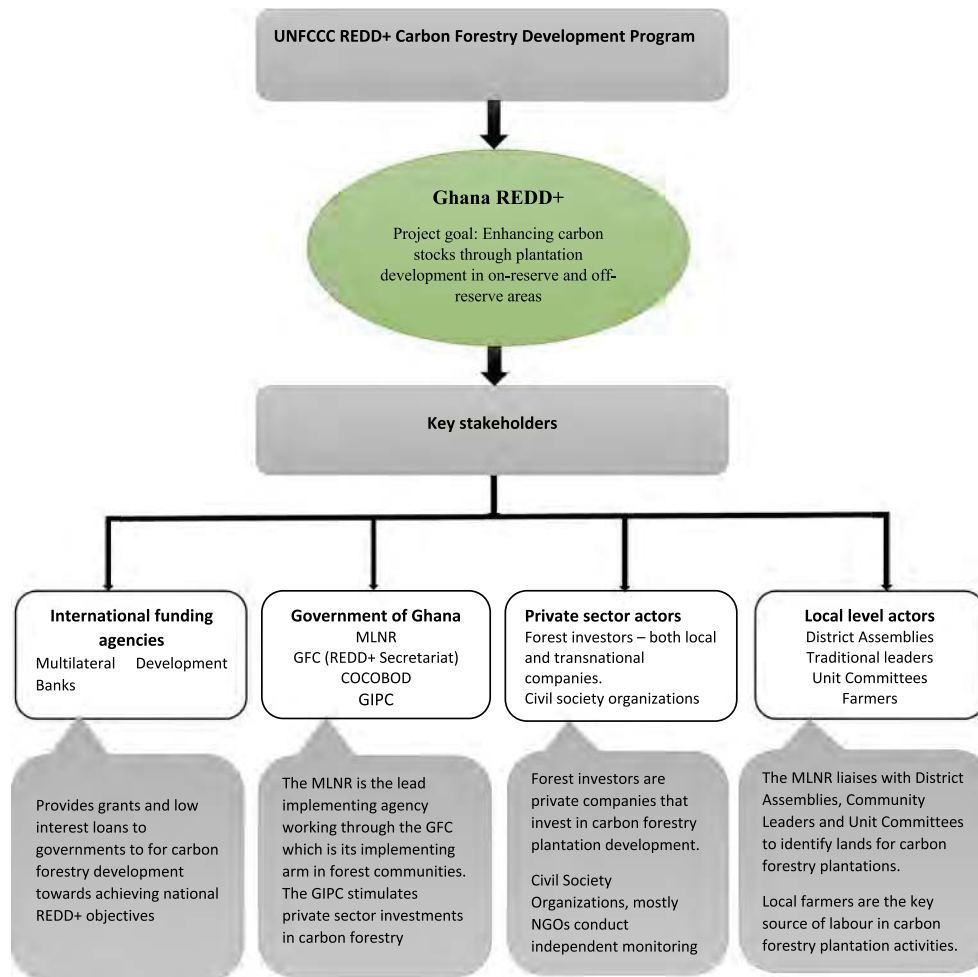 UNFCCC REDD+ Carbon Forestry Development Program
Ghana REDD+
Project goal: Enhancing carbon
stocks through plantation
development in on-reserve and off-
reserve areas
Key stakeholders
International funding
agencies
Multilateral Development
Banks
Government of Ghana
MLNR
GFC (REDD+ Secretariat)
COCOBOD
GIPC
Private sector actors
Forest investors – both local
and transnational
companies.
Civil society organizations
Local level actors
District Assemblies
Traditional leaders
Unit Committees
Farmers
Provides grants and low
interest loans to
governments to for carbon
forestry development
towards achieving national
REDD+ objectives
The MLNR is the lead
implementing agency
working through the GFC
which is its implementing
arm in forest communities.
The GIPC stimulates
private sector investments
in carbon forestry
Forest investors are
private companies that
invest in carbon forestry
plantation development.
Civil Society
Organizations, mostly
NGOs conduct
independent monitoring
The MLNR liaises with District
Assemblies, Community
Leaders and Unit Committees
to identify lands for carbon
forestry plantations.
Local farmers are the key
source of labour in carbon
forestry plantation activities.